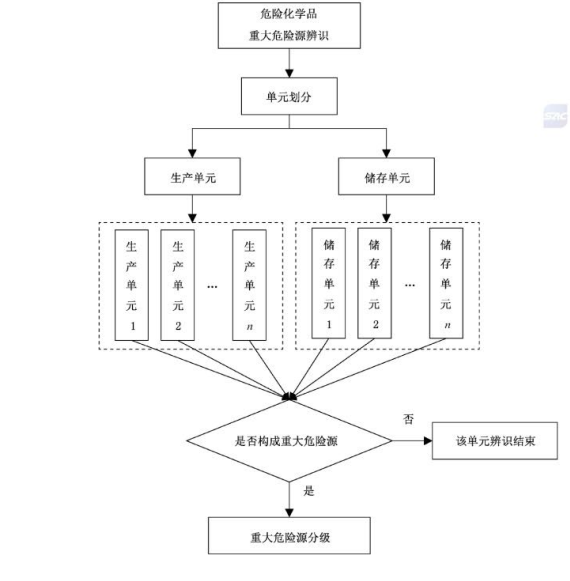 危险化学品
重大危险源辨识
单元划分
生产单元
储存单元
生产单元1
生产单元2
…
生产单元n
储存单元1
储存单元2
…
储存单元n
是否构成重大危险源
否
该单元辨识结束
是
重大危险源分级
SAC